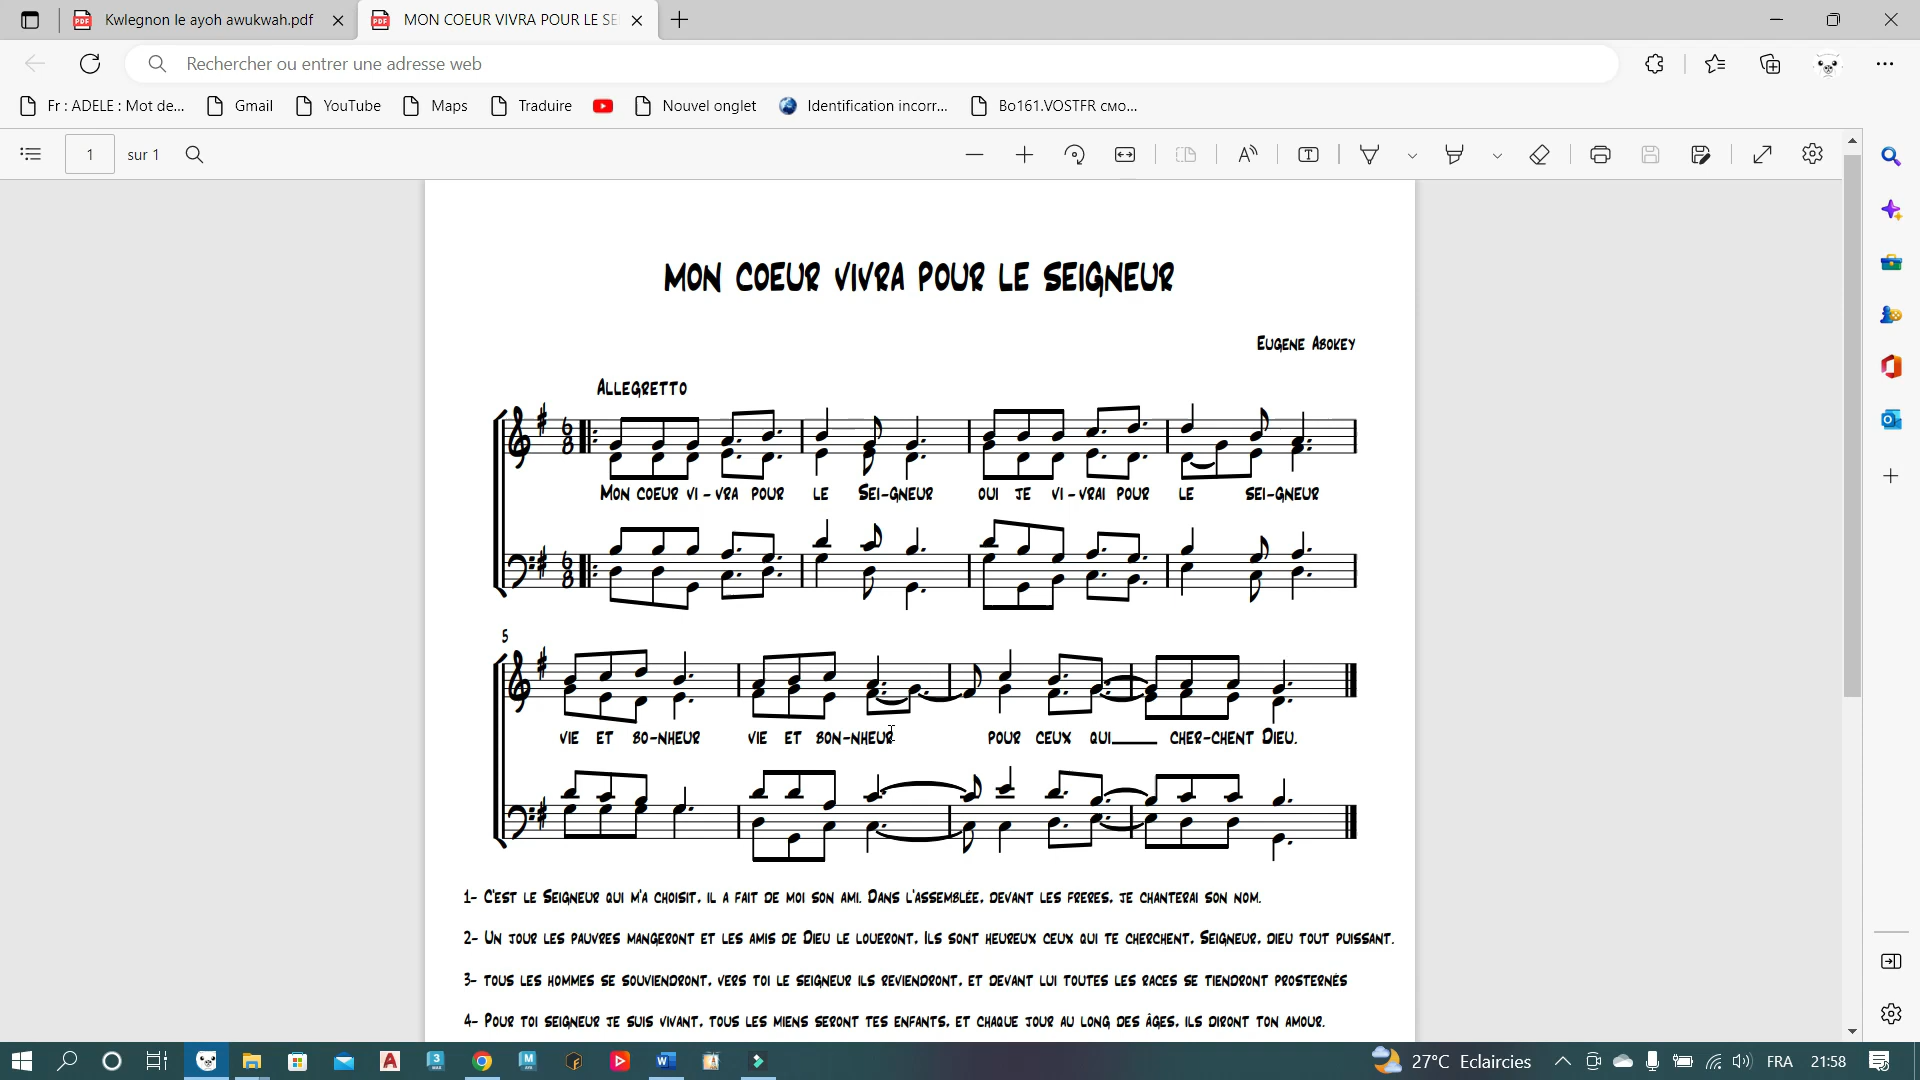 Kwlegnon le ayoh awukwah.pdf
MON COEUR VIVRA POUR LE SE
Rechercher ou entrer une adresse web
Fr : ADELE : Mot de...
Gmail
YouTube
Maps
Traduire
Nouvel onglet
Identification incorr...
Bo161.VOSTFR смо...
1 sur 1
MON COEUR VIVRA POUR LE SEIGNEUR
EUGENE ABOKEY
ALLEGRETTO
6 8
MON COEUR VI - VRA POUR LE SEI-GNEUR OUI JE VI - VRAI POUR LE SEI-GNEUR
6 8
5
VIE ET BO-NHEUR VIE ET BON-NHEUR POUR CEUX QUI____ CHER-CHENT DIEU.
1- C'EST LE SEIGNEUR QUI M'A CHOISIT, IL A FAIT DE MOI SON AMI. DANS L'ASSEMBLÉE, DEVANT LES FRERES, JE CHANTERAI SON NOM.
2- UN JOUR LES PAUVRES MANGERONT ET LES AMIS DE DIEU LE LOUERONT, ILS SONT HEUREUX CEUX QUI TE CHERCHENT, SEIGNEUR, DIEU TOUT PUISSANT.
3- TOUS LES HOMMES SE SOUVIENDRONT, VERS TOI LE SEIGNEUR ILS REVIENDRONT, ET DEVANT LUI TOUTES LES RACES SE TIENDRONT PROSTERNÉS
4- POUR TOI SEIGNEUR JE SUIS VIVANT, TOUS LES MIENS SERONT TES ENFANTS, ET CHAQUE JOUR AU LONG DES ÂGES, ILS DIRONT TON AMOUR.
27°C Eclaircies
FRA
21:58